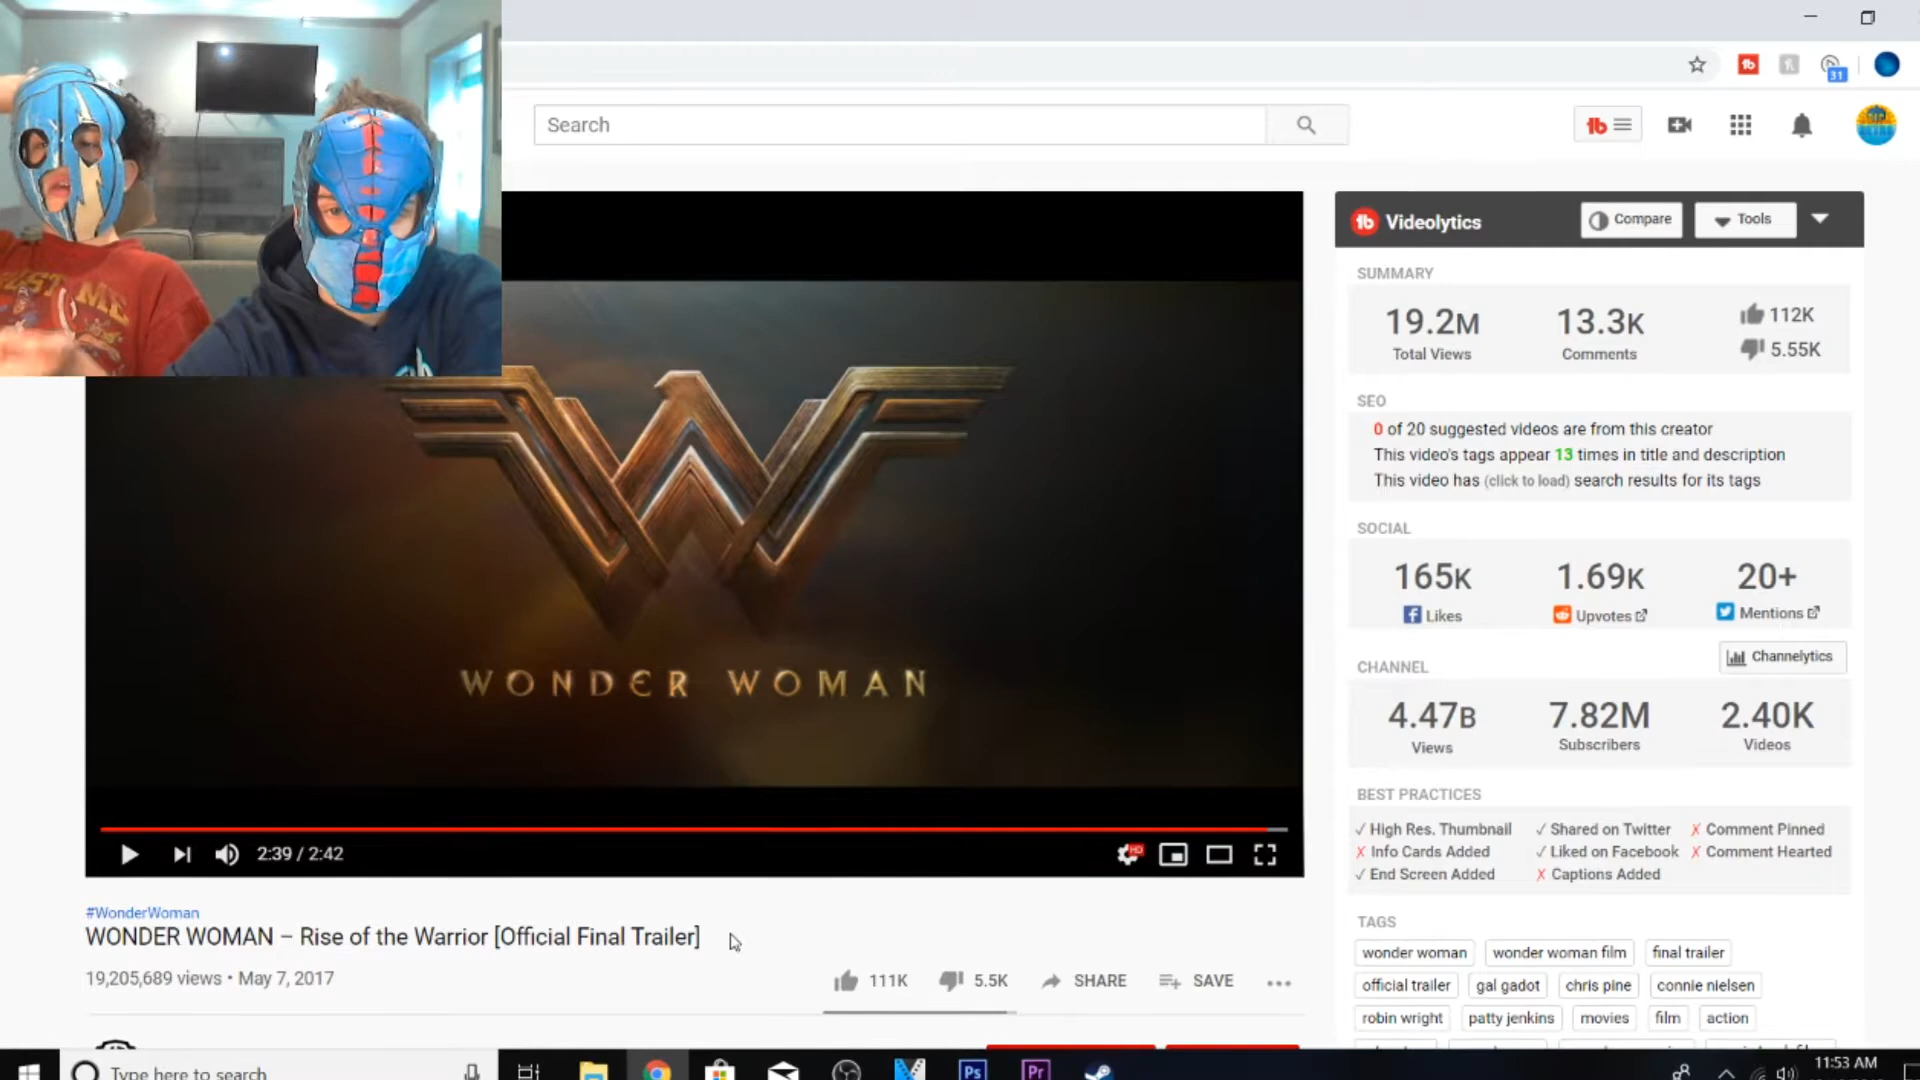 31
Search
Videolytics
Compare
Tools
SUMMARY
19.2M
Total Views
13.3K
Comments
112K
5.55K
SEO
0 of 20 suggested videos are from this creator
This video's tags appear 13 times in title and description
This video has (click to load) search results for its tags
SOCIAL
165K
Likes
1.69K
Upvotes
20+
Mentions
CHANNEL
Channelytics
4.47B
Views
7.82M
Subscribers
2.40K
Videos
BEST PRACTICES
High Res. Thumbnail
Shared on Twitter
Comment Pinned
Info Cards Added
Liked on Facebook
Comment Hearted
End Screen Added
Captions Added
TAGS
wonder woman
wonder woman film
final trailer
official trailer
gal gadot
chris pine
connie nielsen
robin wright
patty jenkins
movies
film
action
WONDER WOMAN
2:39 / 2:42
HD
#WonderWoman
WONDER WOMAN – Rise of the Warrior [Official Final Trailer]
19,205,689 views • May 7, 2017
111K
5.5K
SHARE
SAVE
Type here to search
Ps
Pr
11:53 AM